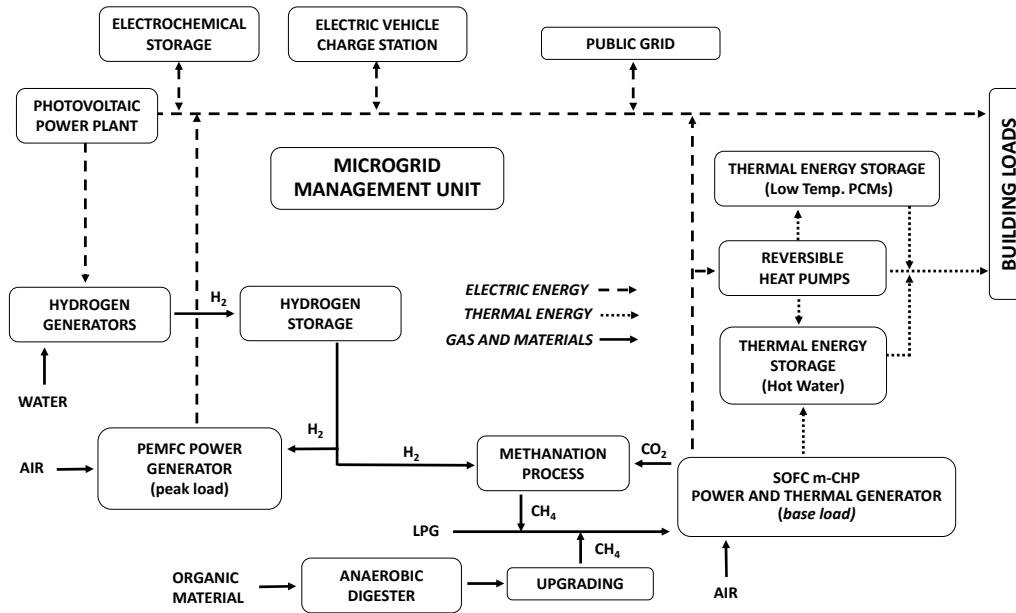 ELECTROCHEMICAL
STORAGE
ELECTRIC VEHICLE
CHARGE STATION
PUBLIC GRID
PHOTOVOLTAIC
POWER PLANT
MICROGRID
MANAGEMENT UNIT
THERMAL ENERGY STORAGE
(Low Temp. PCMs)
BUILDING LOADS
REVERSIBLE
HEAT PUMPS
HYDROGEN
GENERATORS
H₂
HYDROGEN
STORAGE
ELECTRIC ENERGY
THERMAL ENERGY
GAS AND MATERIALS
THERMAL ENERGY
STORAGE
(Hot Water)
WATER
H₂
PEMFC POWER
GENERATOR
(peak load)
AIR
H₂
METHANATION
PROCESS
CO₂
SOFC m-CHP
POWER AND THERMAL GENERATOR
(base load)
CH₄
LPG
CH₄
ORGANIC
MATERIAL
ANAEROBIC
DIGESTER
UPGRADING
AIR